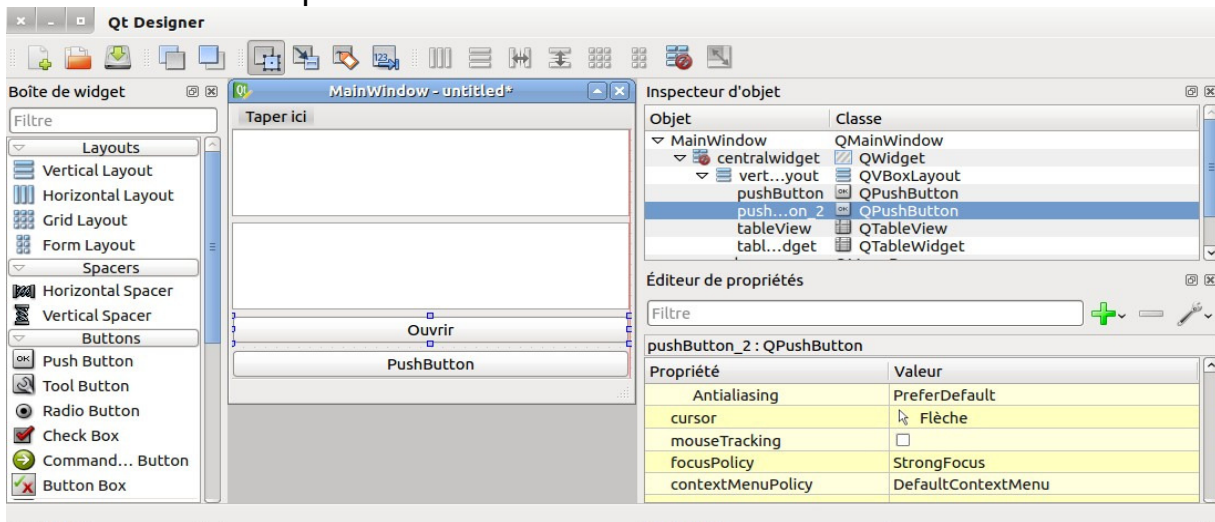 Qt Designer
Boîte de widget
Filtre
Layouts
Vertical Layout
Horizontal Layout
Grid Layout
Form Layout
Spacers
Horizontal Spacer
Vertical Spacer
Buttons
Push Button
Tool Button
Radio Button
Check Box
Command... Button
Button Box
MainWindow - untitled*
Taper ici
Ouvrir
PushButton
Inspecteur d'objet
Objet Classe
MainWindow QMainWindow
centralwidget QWidget
vert...yout QVBoxLayout
pushButton QPushButton
push...on_2 QPushButton
tableView QTableView
tabl...dget QTableWidget
Éditeur de propriétés
Filtre
pushButton_2 : QPushButton
Propriété Valeur
Antialiasing PreferDefault
cursor Flèche
mouseTracking
focusPolicy StrongFocus
contextMenuPolicy DefaultContextMenu